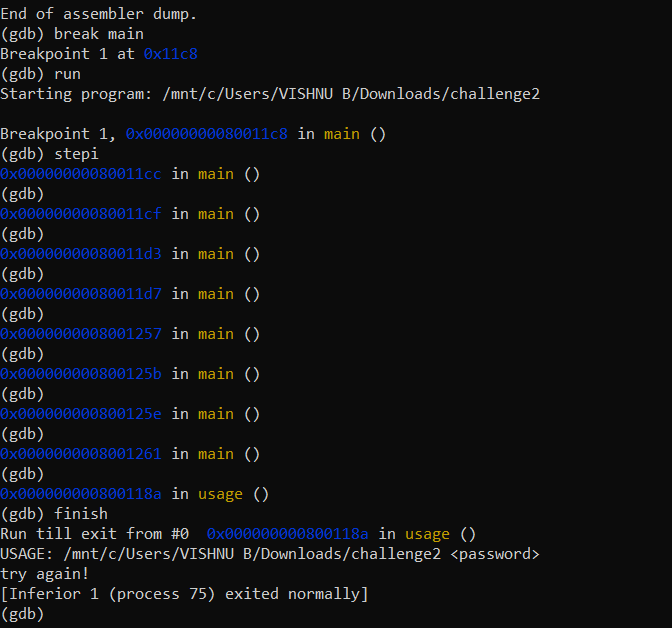 End of assembler dump.
(gdb) break main
Breakpoint 1 at 0x11c8
(gdb) run
Starting program: /mnt/c/Users/VISHNU B/Downloads/challenge2
Breakpoint 1, 0x00000000080011c8 in main ()
(gdb) stepi
0x00000000080011cc in main ()
(gdb)
0x00000000080011cf in main ()
(gdb)
0x00000000080011d3 in main ()
(gdb)
0x00000000080011d7 in main ()
(gdb)
0x0000000008001257 in main ()
(gdb)
0x000000000800125b in main ()
(gdb)
0x000000000800125e in main ()
(gdb)
0x0000000008001261 in main ()
(gdb)
0x000000000800118a in usage ()
(gdb) finish
Run till exit from #0  0x000000000800118a in usage ()
USAGE: /mnt/c/Users/VISHNU B/Downloads/challenge2 <password>
try again!
[Inferior 1 (process 75) exited normally]
(gdb)